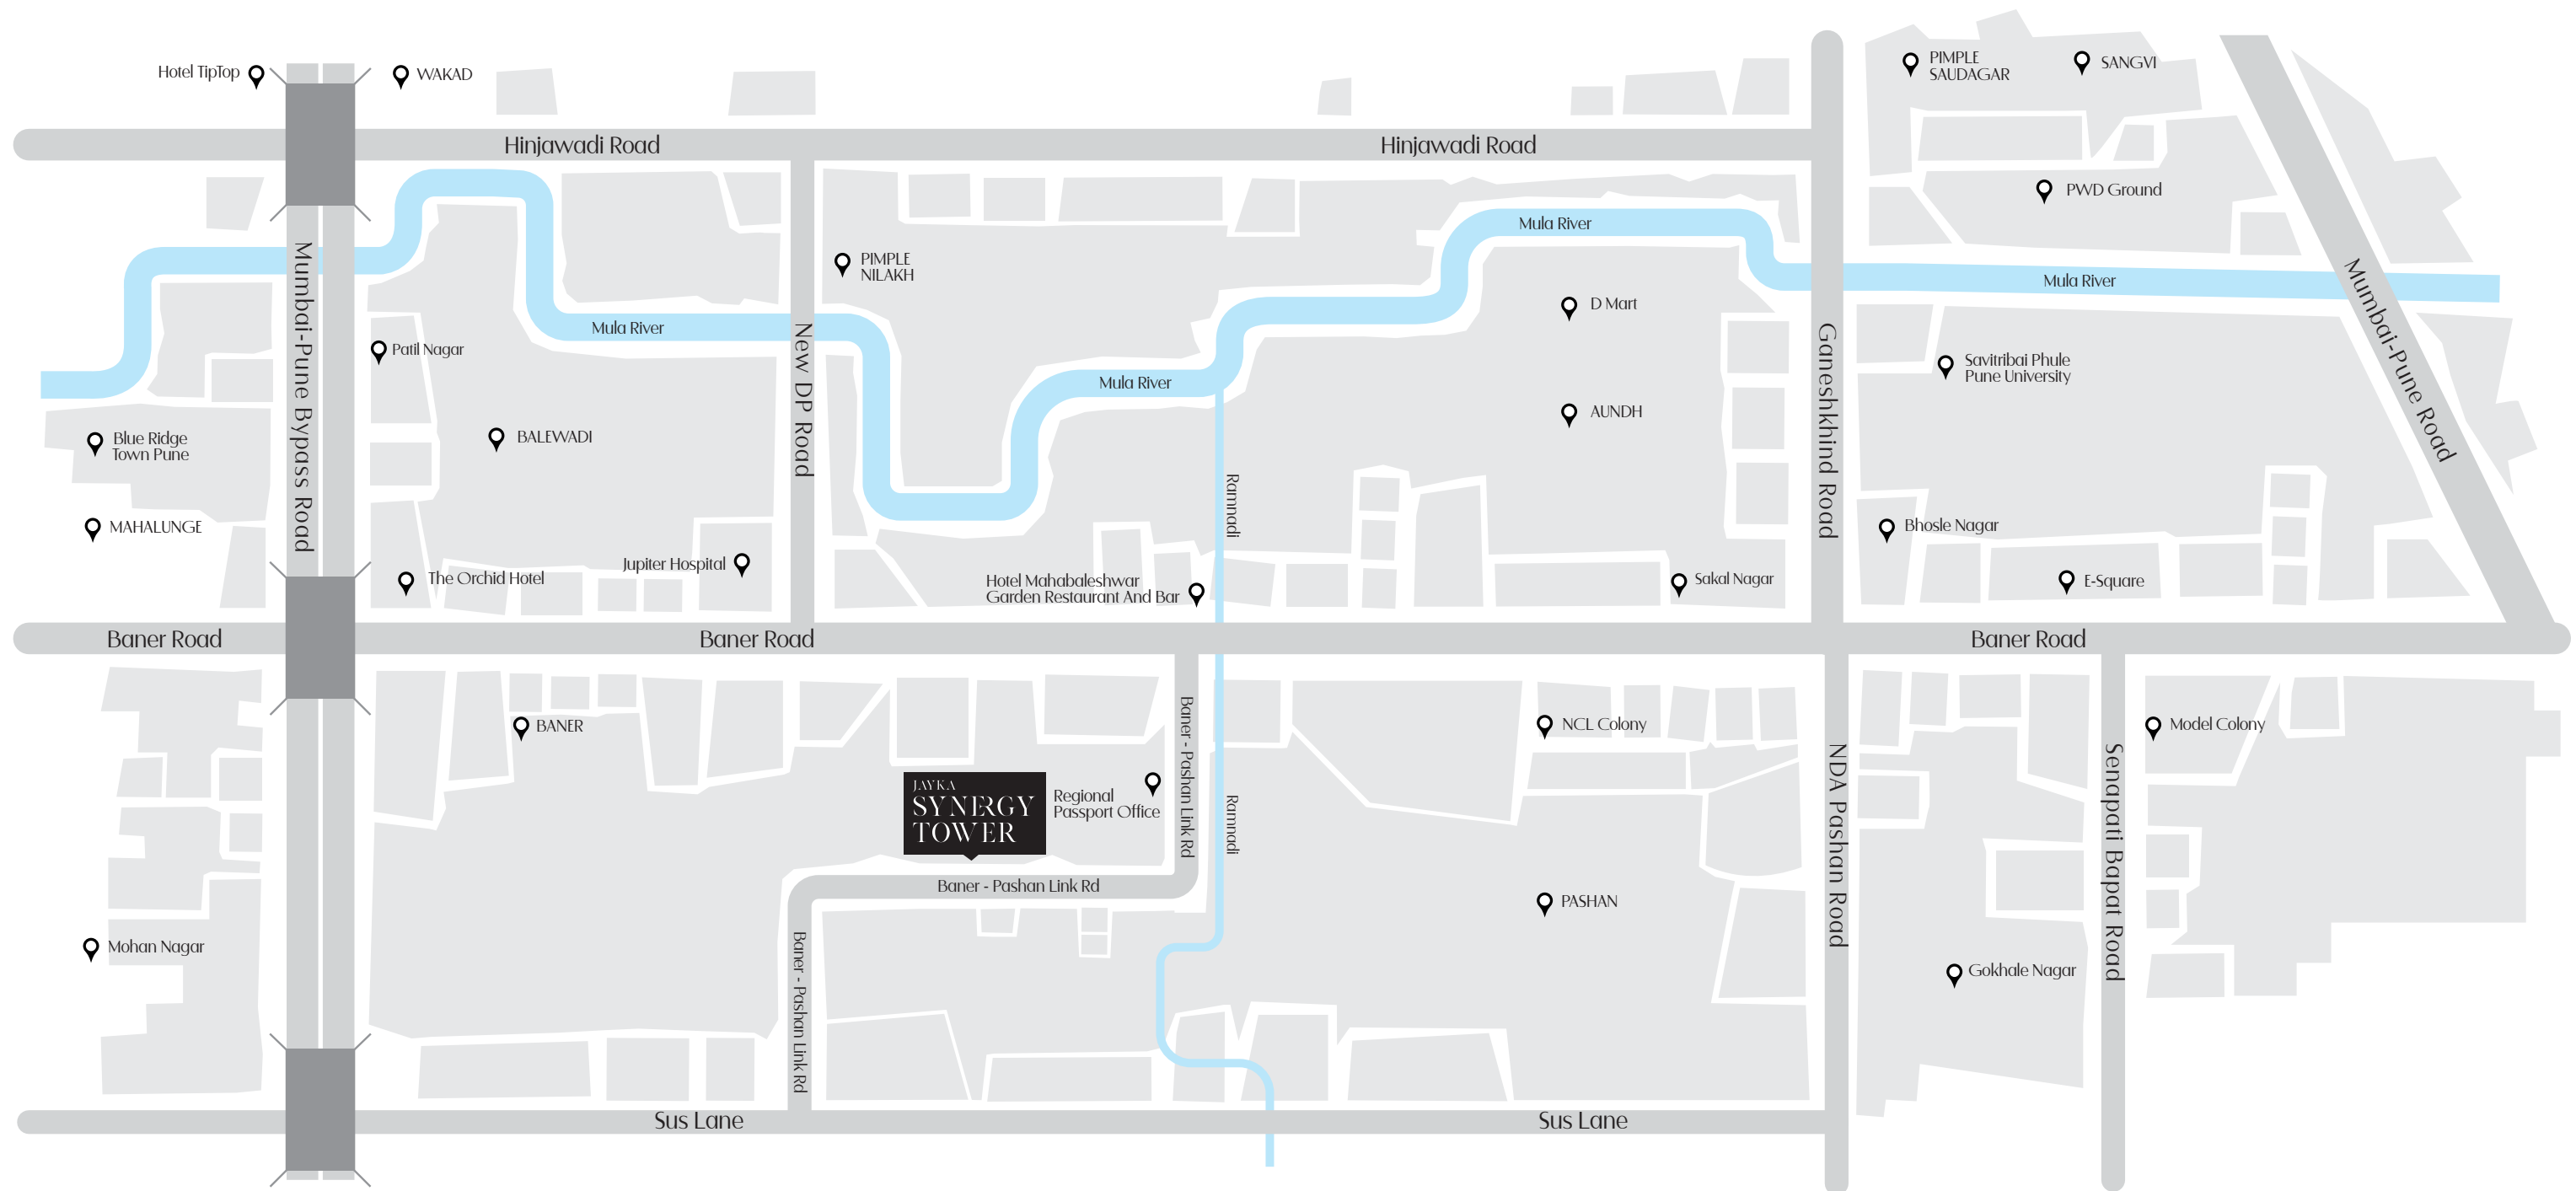 Hotel TipTop
WAKAD
PIMPLE
SAUDAGAR
SANGVI
Hinjawadi Road
Hinjawadi Road
PWD Ground
Mula River
PIMPLE
NILAKH
Mumbai-Pune Bypass Road
Mula River
D Mart
Mula River
New DP Road
Ganeshkhind Road
Mumbai-Pune Road
Patil Nagar
Savitribai Phule
Pune University
Mula River
AUNDH
Blue Ridge
Town Pune
BALEWADI
Ramnadi
MAHALUNGE
Bhosle Nagar
Jupiter Hospital
The Orchid Hotel
Hotel Mahabaleshwar
Garden Restaurant And Bar
Sakal Nagar
E-Square
Baner Road
Baner Road
Baner Road
BANER
Baner - Pashan Link Rd
NCL Colony
Model Colony
JAYKA
SYNERGY
TOWER
Regional
Passport Office
Ramnadi
NDA Pashan Road
Senapati Bapat Road
Baner - Pashan Link Rd
PASHAN
Mohan Nagar
Baner - Pashan Link Rd
Gokhale Nagar
Sus Lane
Sus Lane